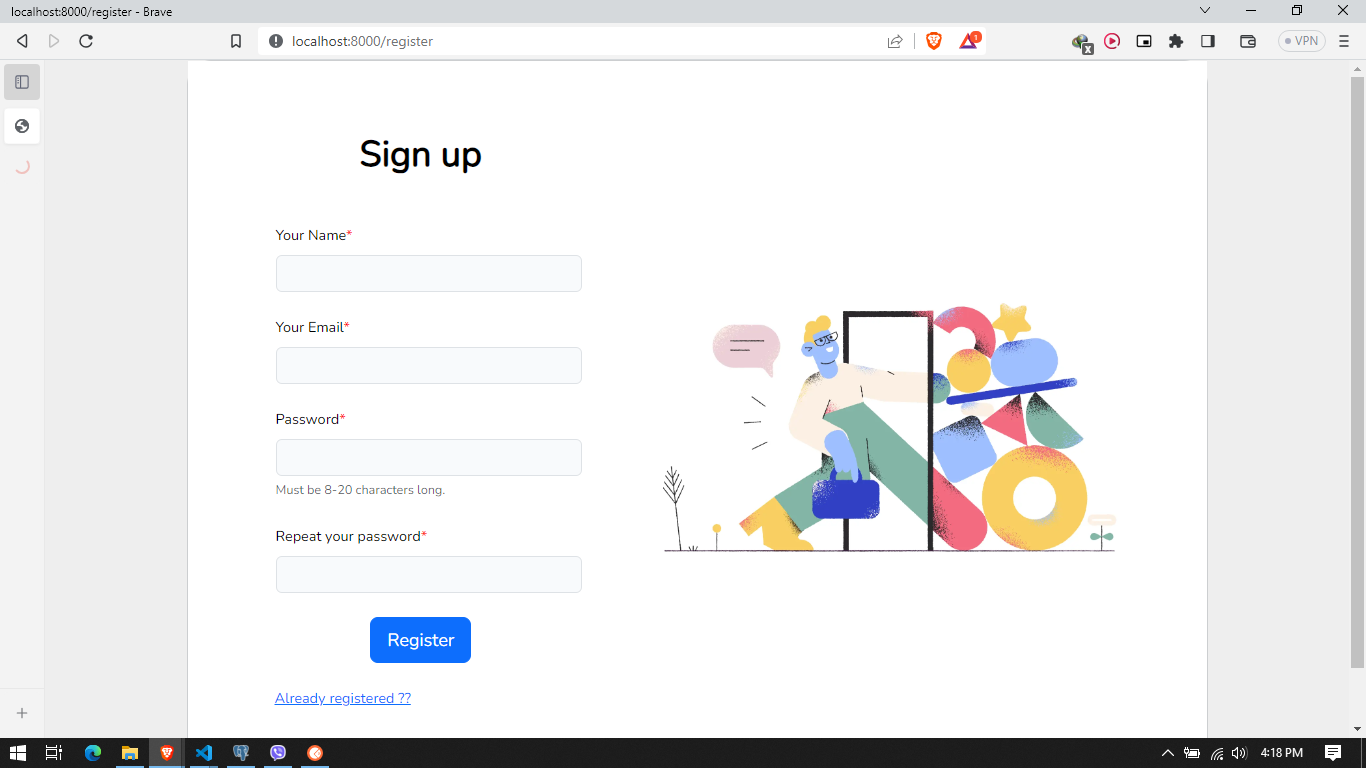 localhost:8000/register - Brave
localhost:8000/register
1
VPN
x
Sign up
Your Name*
Your Email*
Password*
Must be 8-20 characters long.
Repeat your password*
Register
Already registered ??
4:18 PM